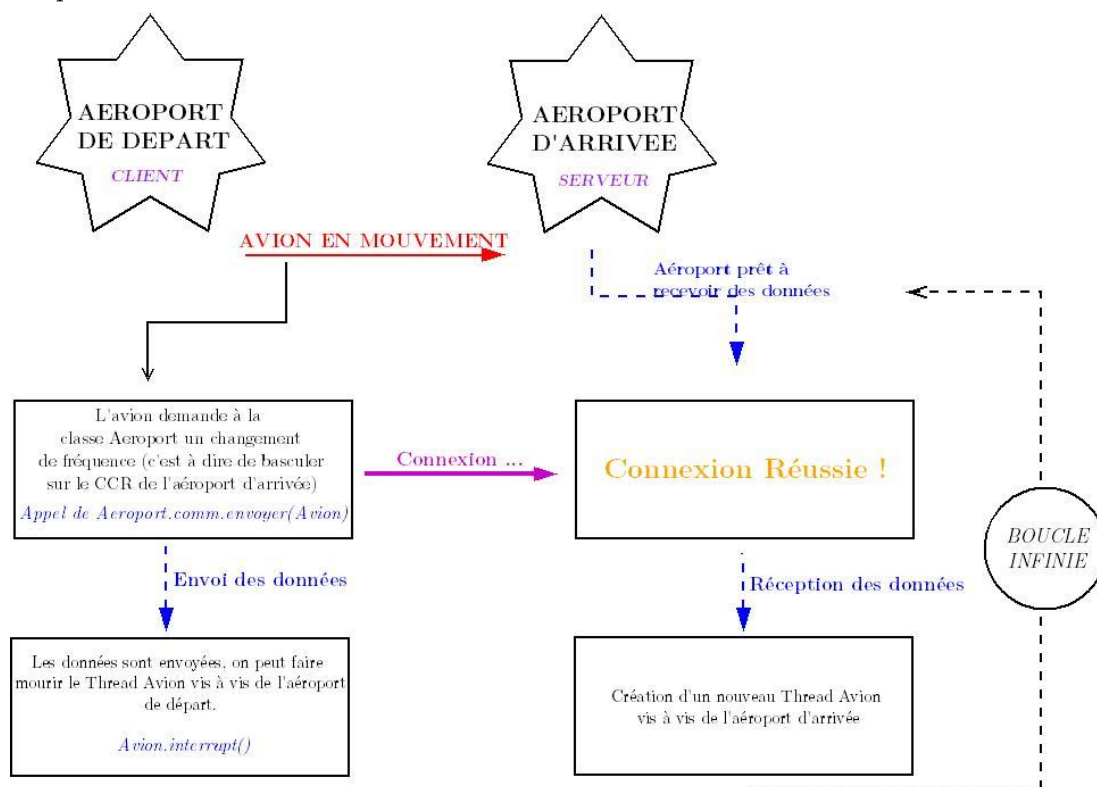 AEROPORT
DE DEPART
CLIENT
AEROPORT
D'ARRIVEE
SERVEUR
AVION EN MOUVEMENT
Aéroport prêt à
recevoir des données
L'avion demande à la
classe Aeroport un changement
de fréquence (c'est à dire de basculer
sur le CCR de l'aéroport d'arrivée)
Appel de Aeroport.comm.envoyer(Avion)
Connexion ...
Connexion Réussie !
BOUCLE
INFINIE
Envoi des données
Réception des données
Les données sont envoyées, on peut faire
mourir le Thread Avion vis à vis de l'aéroport
de départ.
Avion.interrupt()
Création d'un nouveau Thread Avion
vis à vis de l'aéroport d'arrivée